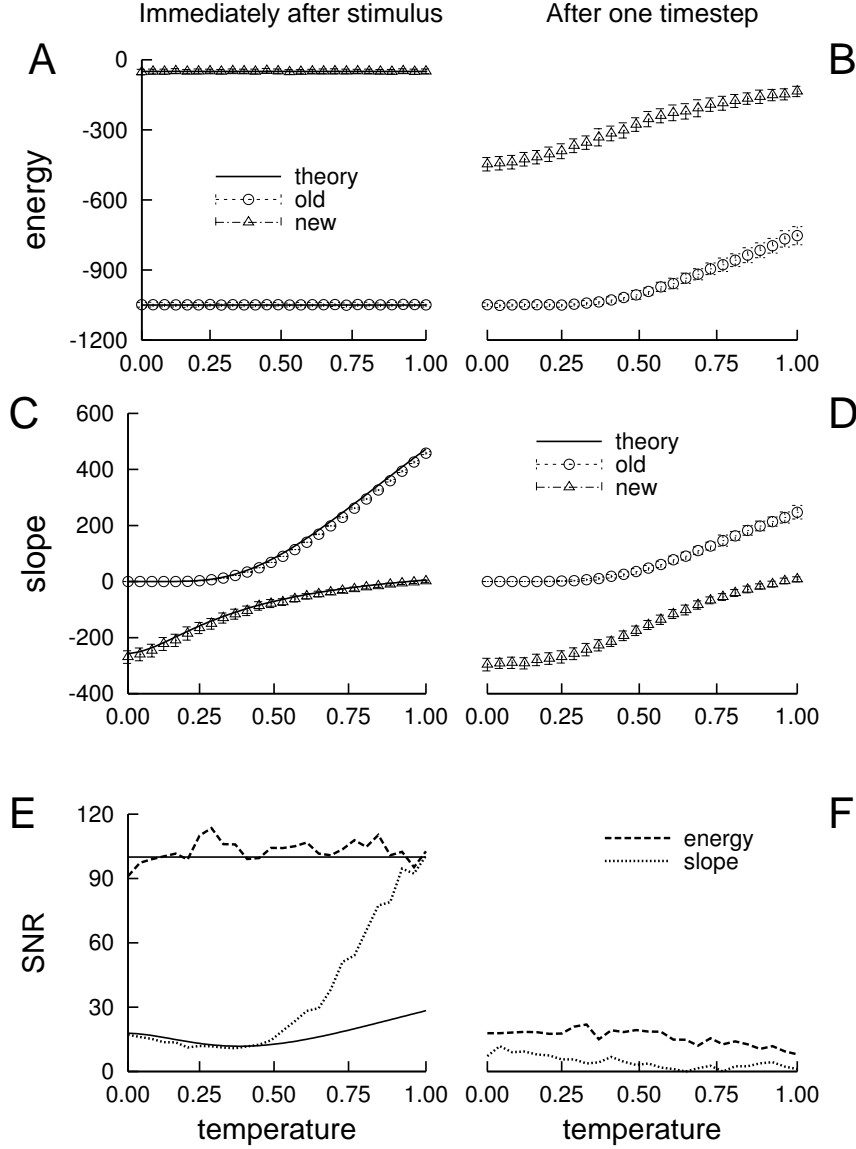 Immediately after stimulus
After one timestep
A
B
energy
0
-300
-600
-900
-1200
theory
old
new
0.00 0.25 0.50 0.75 1.00
0.00 0.25 0.50 0.75 1.00
C
D
slope
600
400
200
0
-200
-400
theory
old
new
0.00 0.25 0.50 0.75 1.00
0.00 0.25 0.50 0.75 1.00
E
F
SNR
120
90
60
30
0
energy
slope
0.00 0.25 0.50 0.75 1.00
0.00 0.25 0.50 0.75 1.00
temperature
temperature